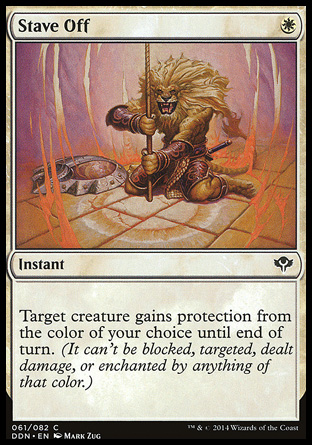 Stave Off
Instant
Target creature gains protection from
the color of your choice until end of
turn. (It can't be blocked, targeted, dealt
damage, or enchanted by anything of
that color.)
061/082 C
DDN • EN Mark Zug
™ & © 2014 Wizards of the Coast